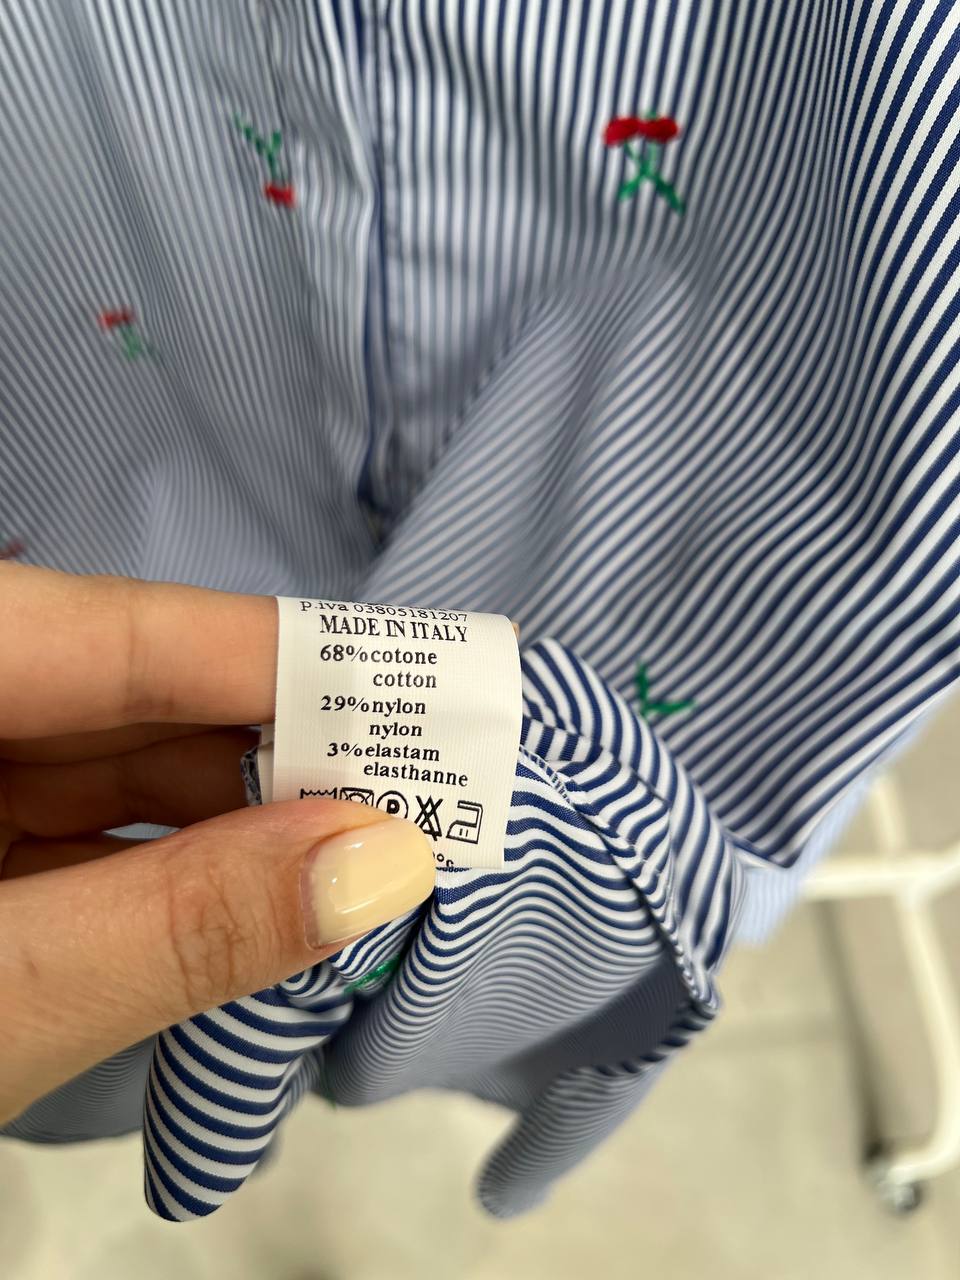 p.iva 03805181207
MADE IN ITALY
68%cotone
cotton
29%nylon
nylon
3%elastam
elasthanne
P